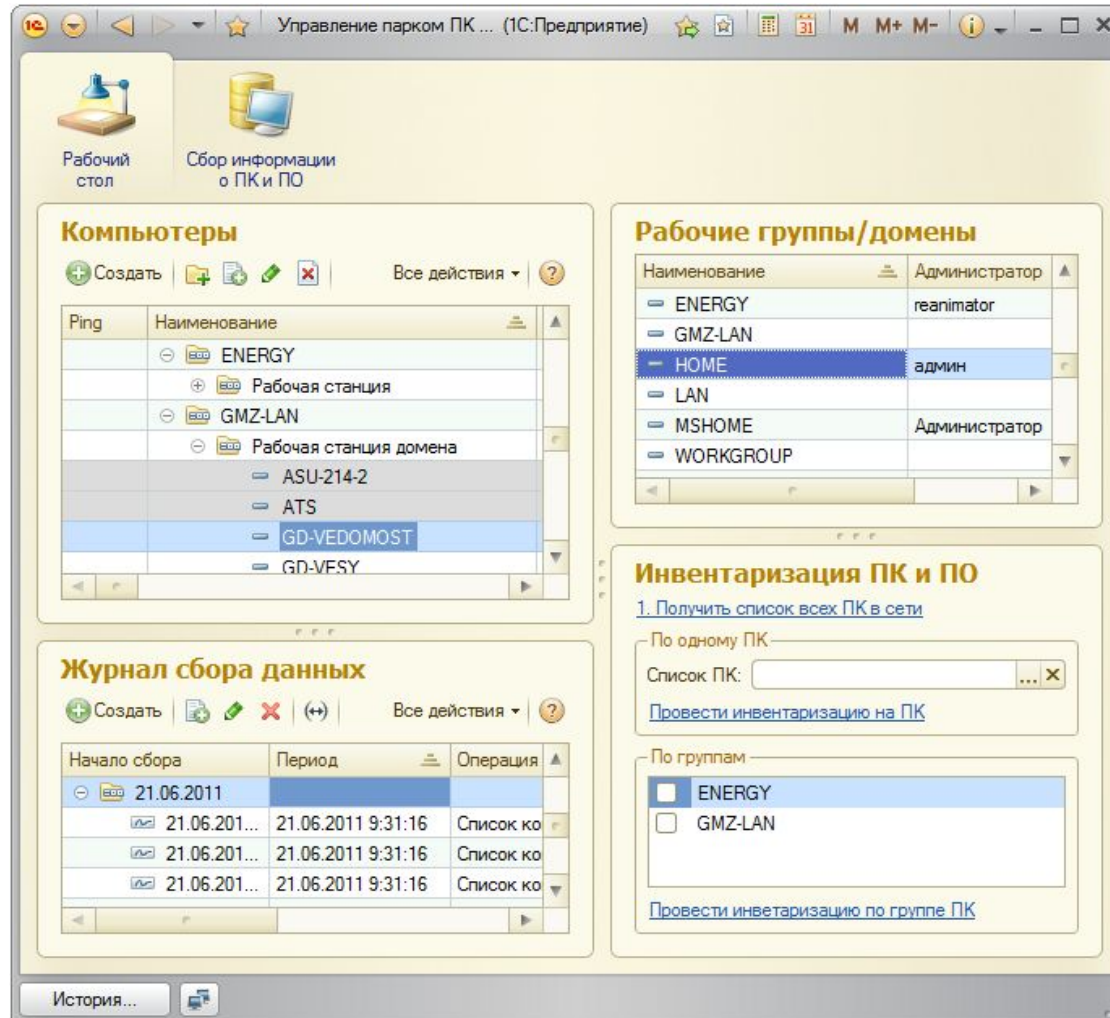 Управление парком ПК ... (1С:Предприятие)
M M+ M-
Рабочий
стол
Сбор информации
о ПК и ПО
Компьютеры
Создать
Все действия
Ping Наименование
ENERGY
Рабочая станция
GMZ-LAN
Рабочая станция домена
ASU-214-2
ATS
GD-VEDOMOST
GD-VESY
Журнал сбора данных
Создать
Все действия
Начало сбора Период Операция
21.06.2011
21.06.201... 21.06.2011 9:31:16 Список ко
21.06.201... 21.06.2011 9:31:16 Список ко
21.06.201... 21.06.2011 9:31:16 Список ко
Рабочие группы/домены
Наименование Администратор
ENERGY reanimator
GMZ-LAN
HOME админ
LAN
MSHOME Администратор
WORKGROUP
Инвентаризация ПК и ПО
1. Получить список всех ПК в сети
По одному ПК
Список ПК: ...
Провести инвентаризацию на ПК
По группам
ENERGY
GMZ-LAN
Провести инветаризацию по группе ПК
История...